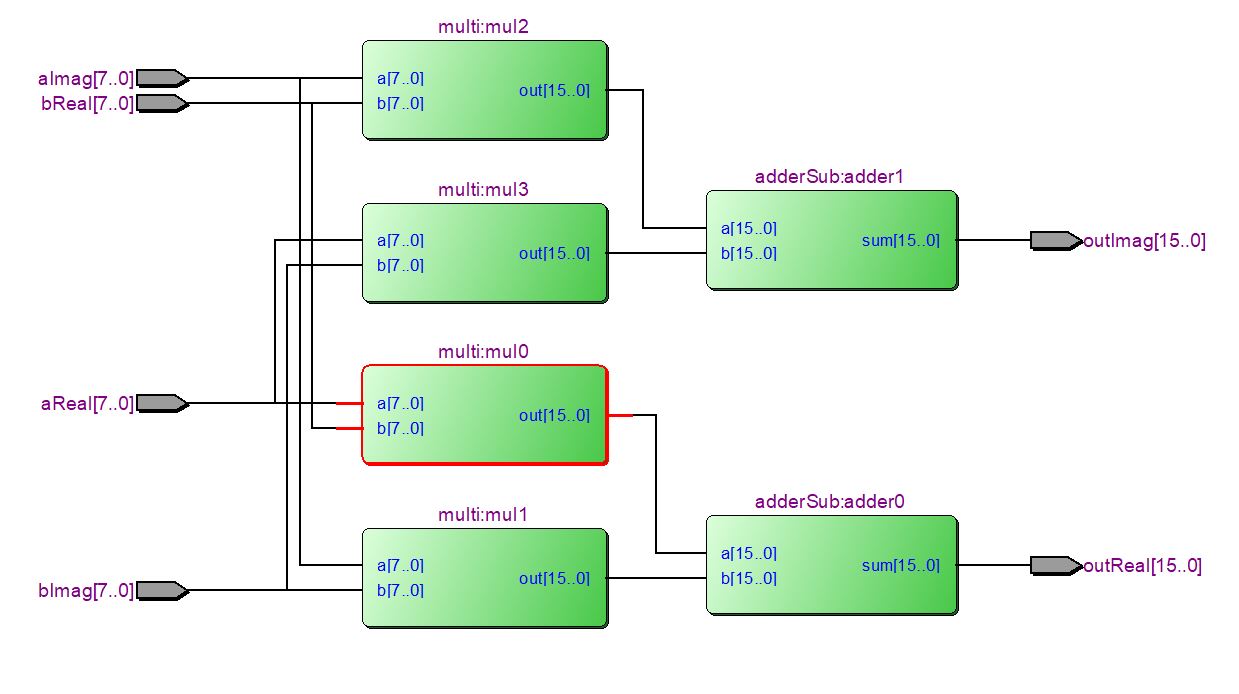 multi:mul2
aImag[7..0]
bReal[7..0]
a[7..0]
b[7..0]
out[15..0]
multi:mul3
a[7..0]
b[7..0]
out[15..0]
adderSub:adder1
a[15..0]
b[15..0]
sum[15..0]
outImag[15..0]
multi:mul0
aReal[7..0]
a[7..0]
b[7..0]
out[15..0]
multi:mul1
bImag[7..0]
a[7..0]
b[7..0]
out[15..0]
adderSub:adder0
a[15..0]
b[15..0]
sum[15..0]
outReal[15..0]